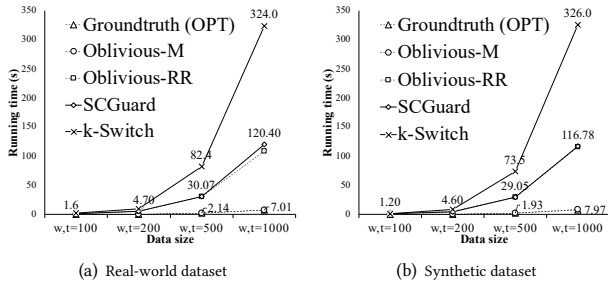 350
300
250
200
150
100
50
0
Running time (s)
Groundtruth (OPT)
Oblivious-M
Oblivious-RR
SCGuard
k-Switch
324.0
120.40
82.4
30.07
1.6
4.70
2.14
7.01
w,t=100 w,t=200 w,t=500 w,t=1000
Data size
(a) Real-world dataset
350
300
250
200
150
100
50
0
Running time (s)
Groundtruth (OPT)
Oblivious-M
Oblivious-RR
SCGuard
k-Switch
326.0
116.78
73.5
29.05
1.20
4.60
1.93
7.97
w,t=100 w,t=200 w,t=500 w,t=1000
Data size
(b) Synthetic dataset